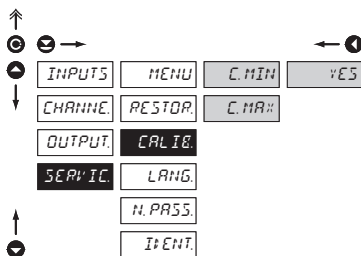 INPUTS MENU C. MIN YES
CHANNE. RESTOR. C. MAX
OUTPUT. CALIB.
SERVIC. LANG.
N. PASS.
IDENT.